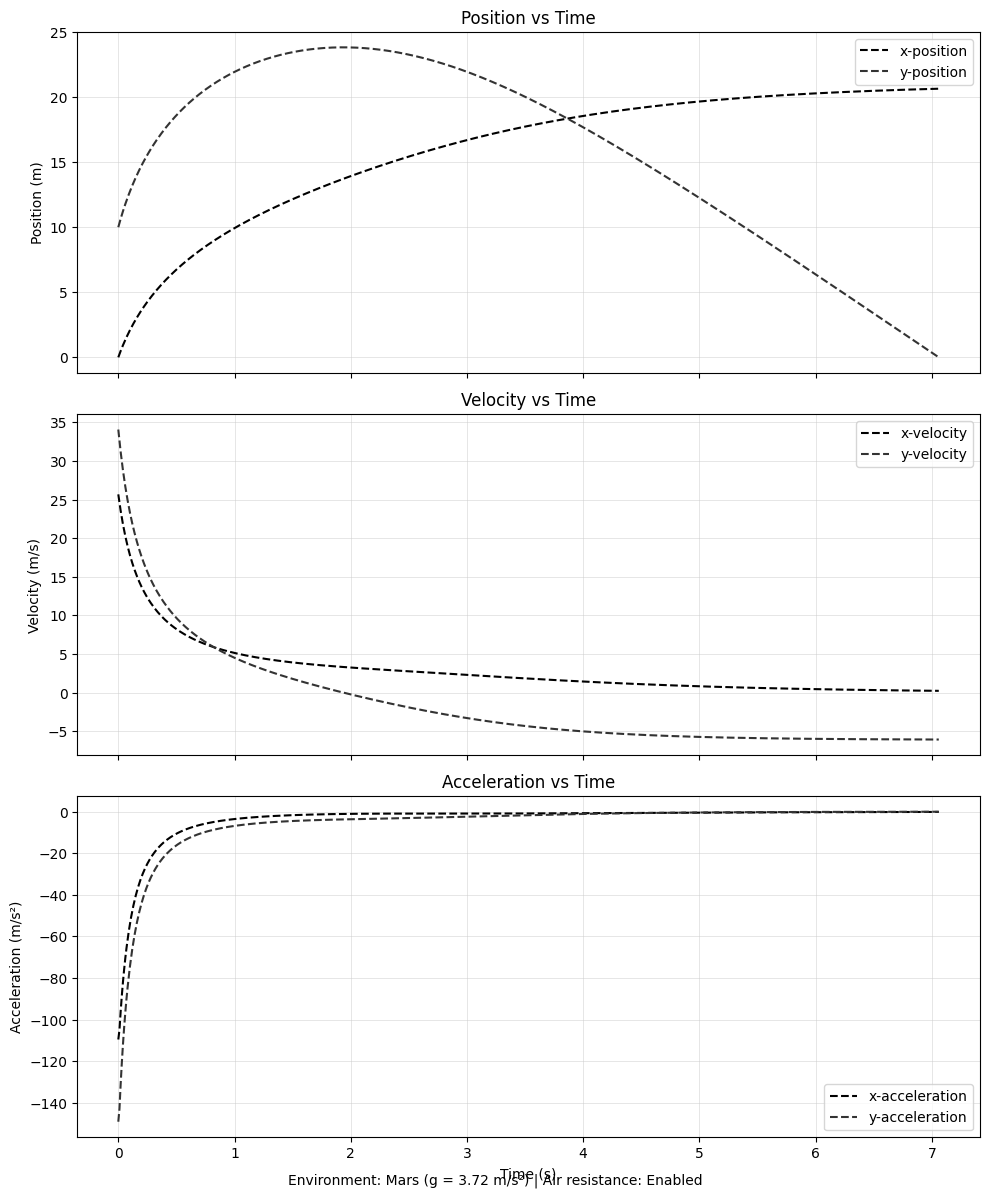 Position vs Time
25
20
15
10
5
0
Position (m)
x-position
y-position
Velocity vs Time
35
30
25
20
15
10
5
0
−5
Velocity (m/s)
x-velocity
y-velocity
Acceleration vs Time
0
−20
−40
−60
−80
−100
−120
−140
Acceleration (m/s²)
x-acceleration
y-acceleration
0 1 2 3 4 5 6 7
Time (s)
Environment: Mars (g = 3.72 m/s²) | Air resistance: Enabled